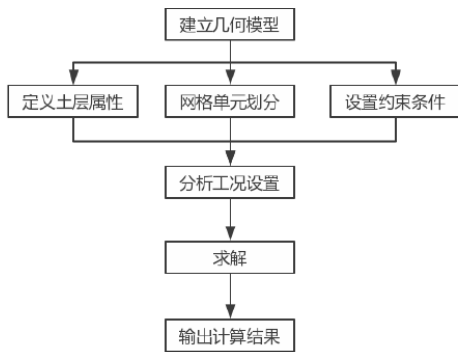 建立几何模型
定义土层属性
网格单元划分
设置约束条件
分析工况设置
求解
输出计算结果